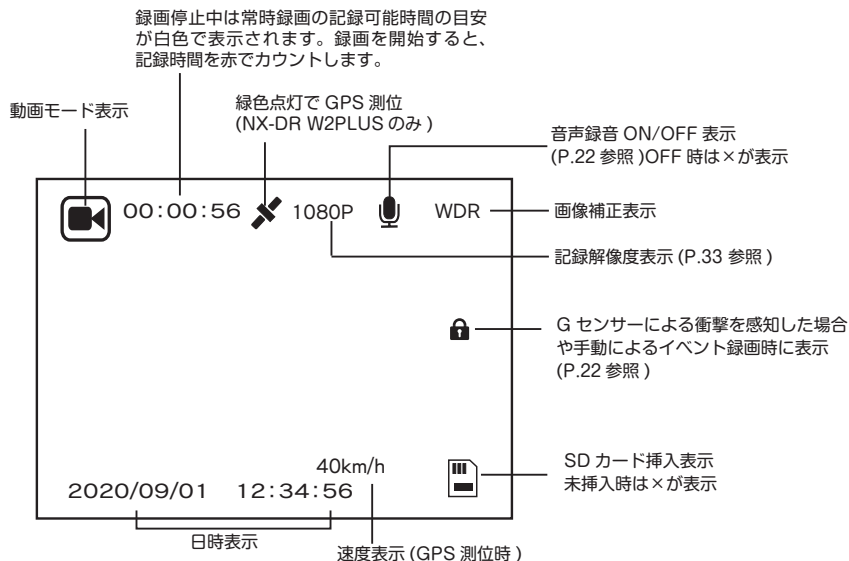 録画停止中は常時録画の記録可能時間の目安
が白色で表示されます。録画を開始すると、
記録時間を赤でカウントします。
動画モード表示
緑色点灯で GPS 測位
(NX-DR W2PLUS のみ )
音声録音 ON/OFF 表示
(P.22 参照 )OFF 時は×が表示
00:00:56
1080P
WDR
画像補正表示
記録解像度表示 (P.33 参照 )
G センサーによる衝撃を感知した場合
や手動によるイベント録画時に表示
(P.22 参照 )
40km/h
2020/09/01 12:34:56
SD カード挿入表示
未挿入時は×が表示
日時表示
速度表示 (GPS 測位時 )